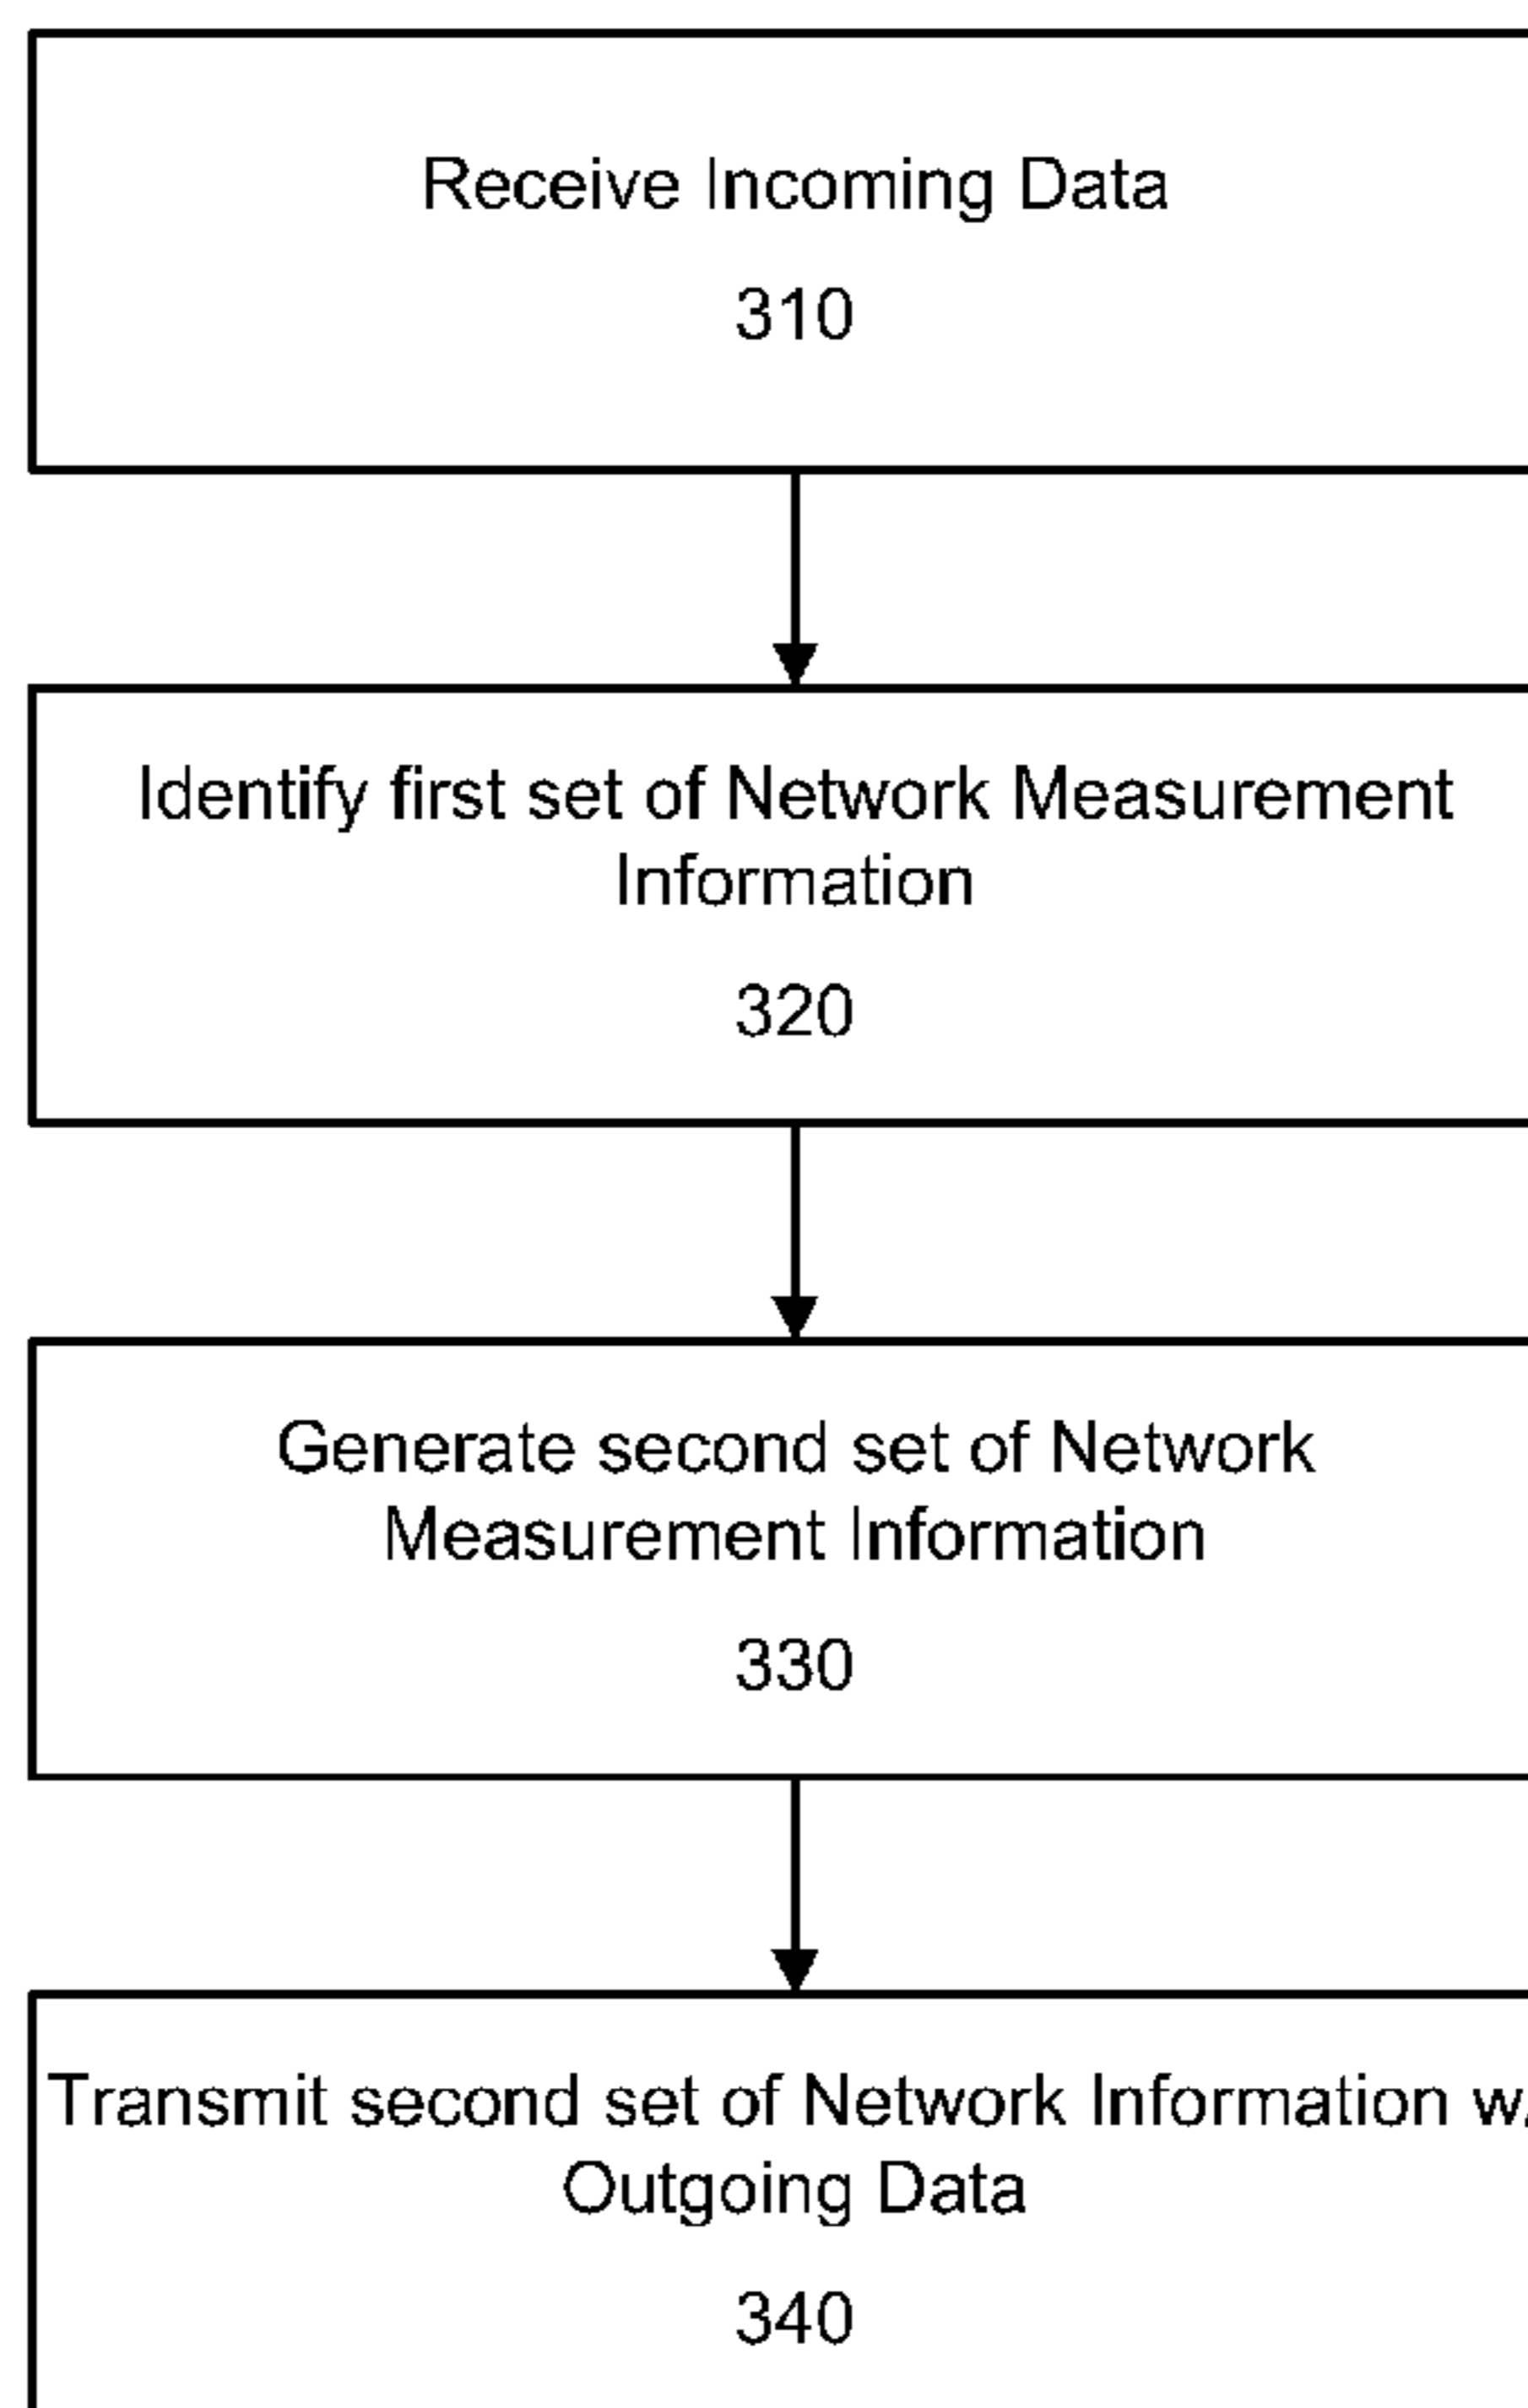 Receive Incoming Data
310
Identify first set of Network Measurement
Information
320
Generate second set of Network
Measurement Information
330
Transmit second set of Network Information
Outgoing Data
340